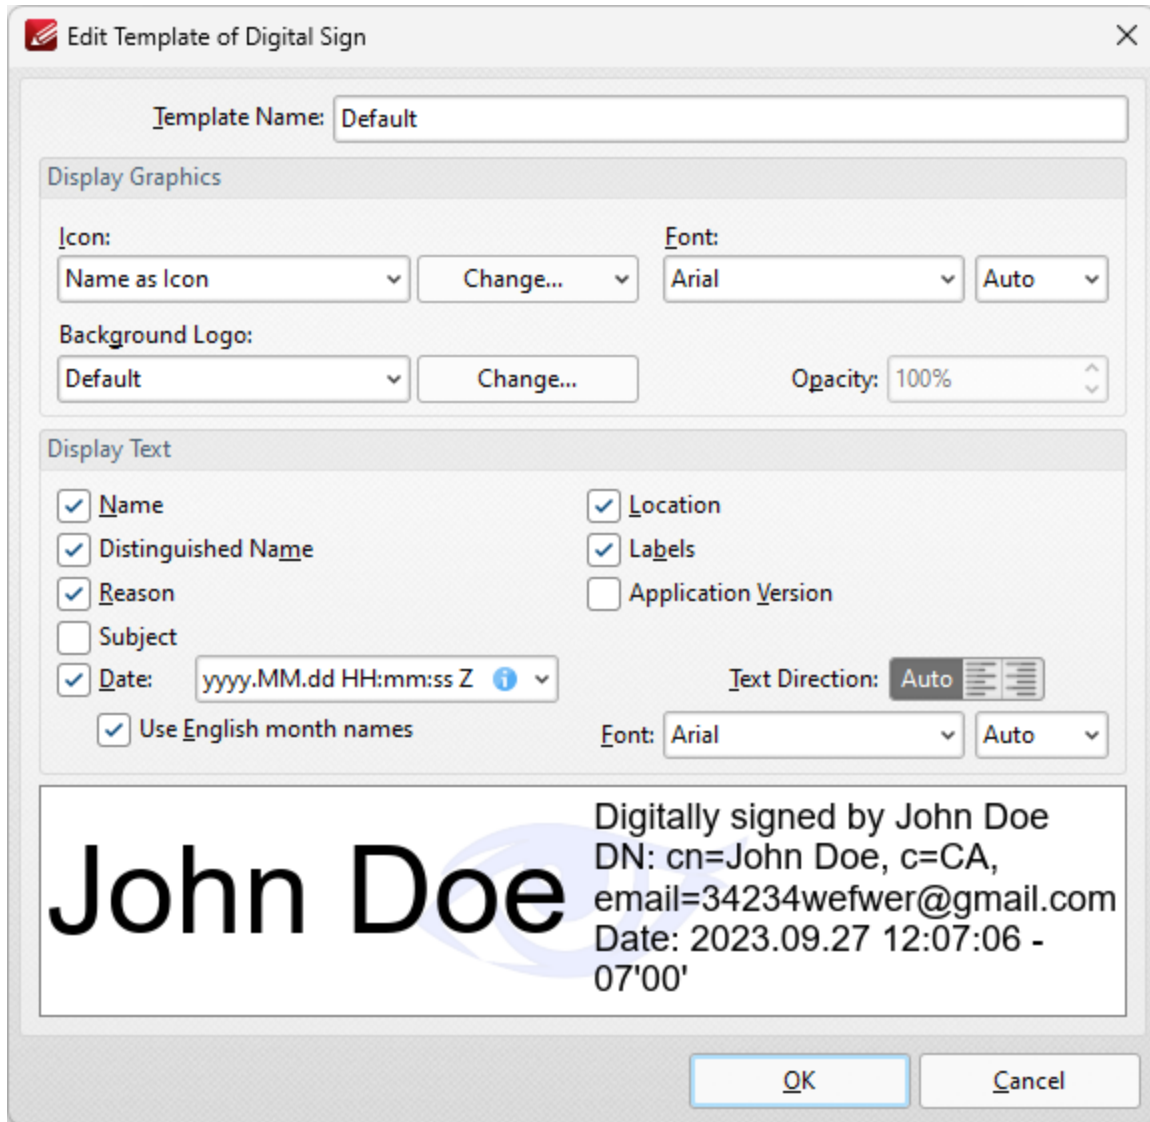 Edit Template of Digital Sign
Template Name: Default
Display Graphics
Icon: Font:
Name as Icon Change... Arial Auto
Background Logo:
Default Change... Opacity: 100%
Display Text
Name Location
Distinguished Name Labels
Reason Application Version
Subject
Date: yyyy.MM.dd HH:mm:ss Z Text Direction: Auto
Use English month names Font: Arial Auto
John Doe
Digitally signed by John Doe
DN: cn=John Doe, c=CA,
email=34234wefwer@gmail.com
Date: 2023.09.27 12:07:06 -
07'00'
OK Cancel